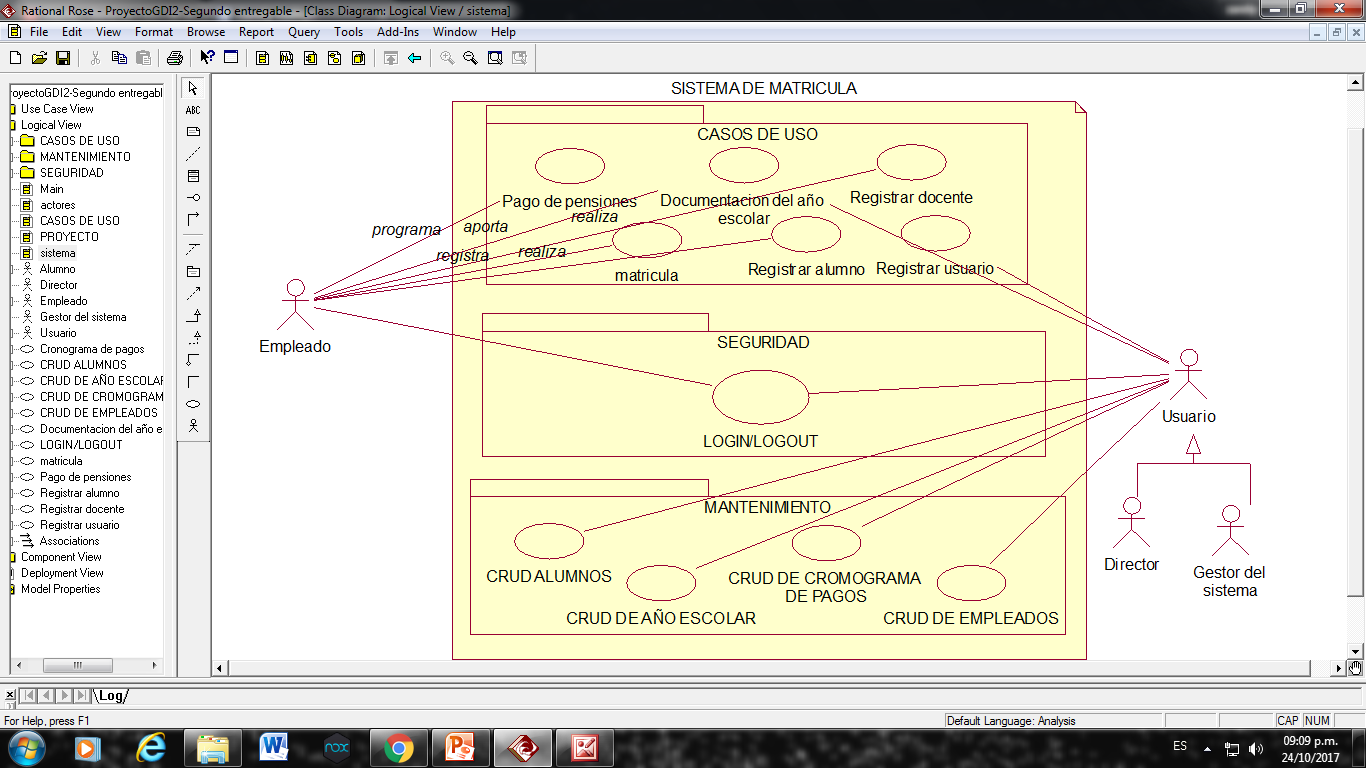 Rational Rose - ProyectoGDI2-Segundo entregable - [Class Diagram: Logical View / sistema]
File Edit View Format Browse Report Query Tools Add-Ins Window Help
royectoGDI2-Segundo entregabl
Use Case View
Logical View
CASOS DE USO
MANTENIMIENTO
SEGURIDAD
Main
actores
CASOS DE USO
PROYECTO
sistema
Alumno
Director
Empleado
Gestor del sistema
Usuario
Cronograma de pagos
CRUD ALUMNOS
CRUD DE AÑO ESCOLAR
CRUD DE CROMOGRAM
CRUD DE EMPLEADOS
Documentacion del año e
LOGIN/LOGOUT
matricula
Pago de pensiones
Registrar alumno
Registrar docente
Registrar usuario
Associations
Component View
Deployment View
Model Properties
ABC
SISTEMA DE MATRICULA
CASOS DE USO
Pago de pensiones
Documentacion del año
escolar
Registrar docente
matricula
Registrar alumno
Registrar usuario
programa
aporta
realiza
registra
realiza
Empleado
SEGURIDAD
LOGIN/LOGOUT
Usuario
MANTENIMIENTO
CRUD ALUMNOS
CRUD DE AÑO ESCOLAR
CRUD DE CROMOGRAMA
DE PAGOS
CRUD DE EMPLEADOS
Director
Gestor del
sistema
Log
For Help, press F1
Default Language: Analysis
CAP NUM
nox
ES
09:09 p.m.
24/10/2017